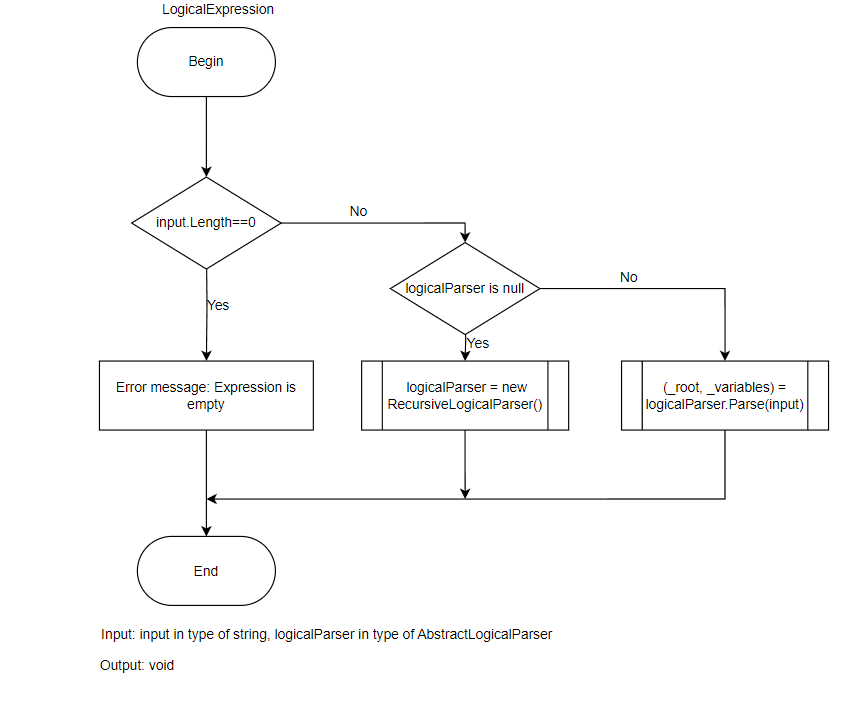 LogicalExpression
Begin
input.Length==0
No
logicalParser is null
No
Yes
Yes
Error message: Expression is
empty
logicalParser = new
RecursiveLogicalParser()
(_root, _variables) =
logicalParser.Parse(input)
End
Input: input in type of string, logicalParser in type of AbstractLogicalParser
Output: void